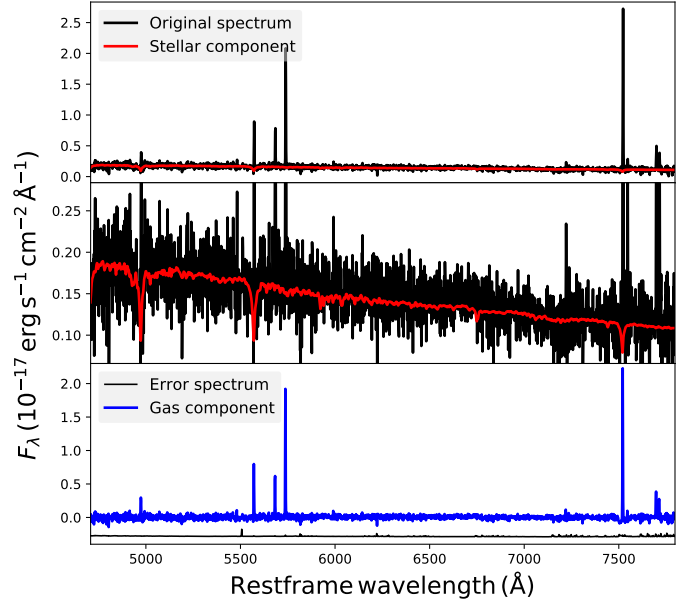 2.5
2.0
1.5
1.0
0.5
0.0
Original spectrum
Stellar component
0.25
0.20
0.15
0.10
F_λ (10⁻¹⁷ erg s⁻¹ cm⁻² Å⁻¹)
2.0
1.5
1.0
0.5
0.0
Error spectrum
Gas component
5000 5500 6000 6500 7000 7500
Restframe wavelength (Å)